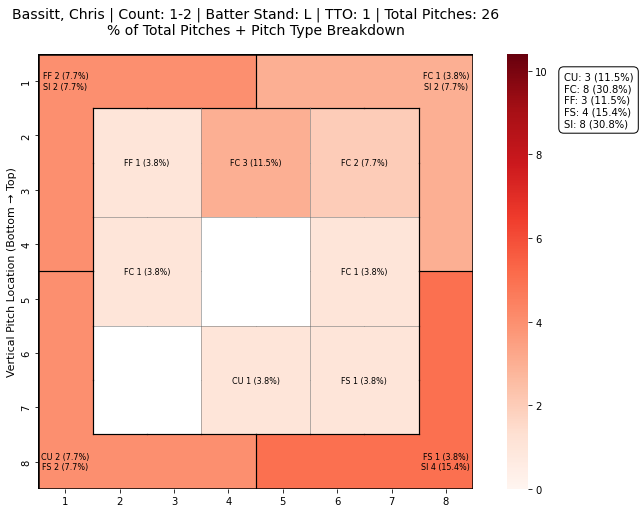 Bassitt, Chris | Count: 1-2 | Batter Stand: L | TTO: 1 | Total Pitches: 26
% of Total Pitches + Pitch Type Breakdown
FF 2 (7.7%)
SI 2 (7.7%)
FC 1 (3.8%)
SI 2 (7.7%)
FF 1 (3.8%)
FC 3 (11.5%)
FC 2 (7.7%)
FC 1 (3.8%)
FC 1 (3.8%)
CU 1 (3.8%)
FS 1 (3.8%)
CU 2 (7.7%)
FS 2 (7.7%)
FS 1 (3.8%)
SI 4 (15.4%)
Vertical Pitch Location (Bottom → Top)
1
2
3
4
5
6
7
8
1 2 3 4 5 6 7 8
10
8
6
4
2
0
CU: 3 (11.5%)
FC: 8 (30.8%)
FF: 3 (11.5%)
FS: 4 (15.4%)
SI: 8 (30.8%)